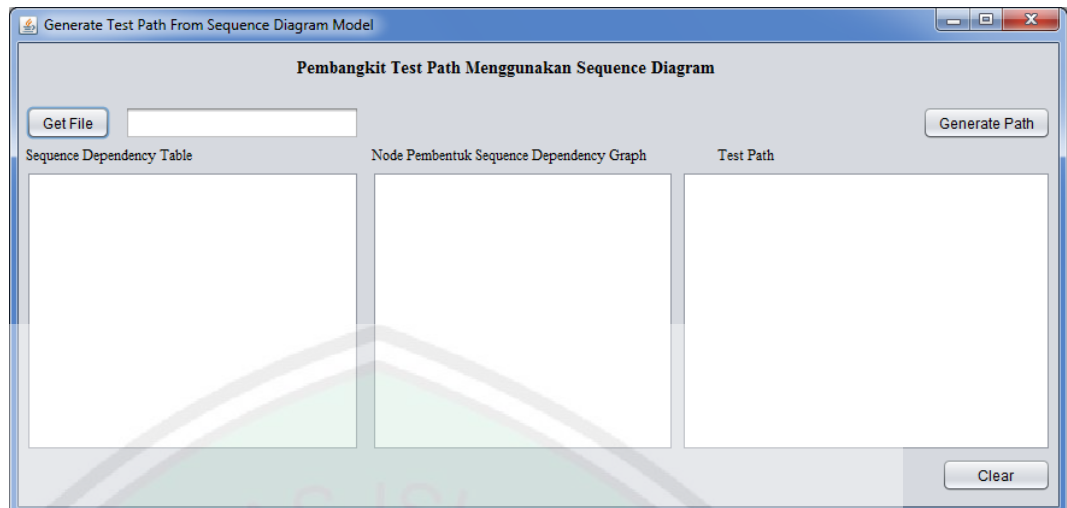 Generate Test Path From Sequence Diagram Model
Pembangkit Test Path Menggunakan Sequence Diagram
Get File
Generate Path
Sequence Dependency Table
Node Pembentuk Sequence Dependency Graph
Test Path
Clear